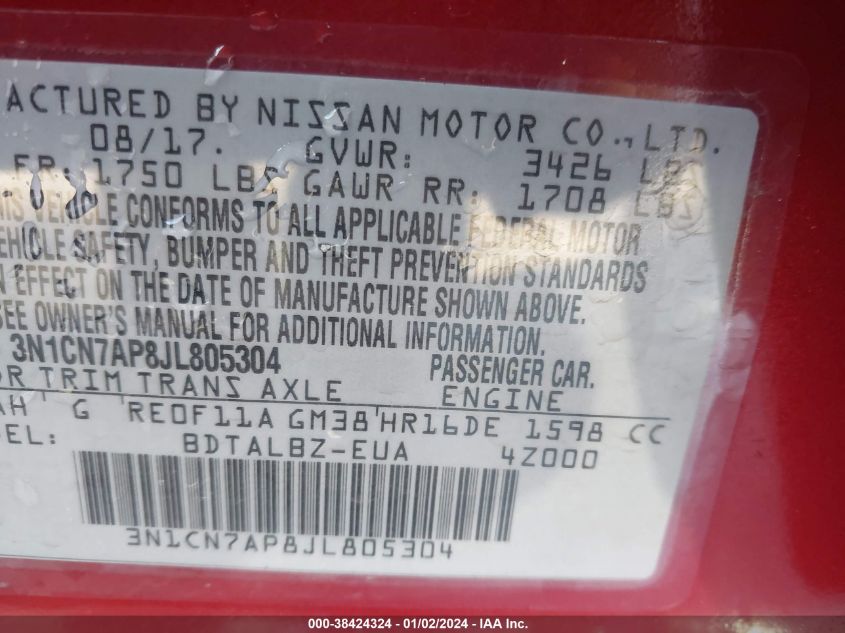 ACTURED BY NISSAN MOTOR CO., LTD.
08/17. GVWR: 3426 LBS
FR: 1750 LBS GAWR RR: 1708 LBS
VEHICLE CONFORMS TO ALL APPLICABLE FEDERAL MOTOR
EHICLE SAFETY, BUMPER AND THEFT PREVENTION STANDARDS
N EFFECT ON THE DATE OF MANUFACTURE SHOWN ABOVE.
SEE OWNER'S MANUAL FOR ADDITIONAL INFORMATION.
3N1CN7AP8JL805304 PASSENGER CAR.
OR TRIM TRANS AXLE ENGINE
AH G RE0F11A GM38 HR16DE 1598 CC
DEL: BDTALBZ-EUA 4Z000
3N1CN7AP8JL805304
000-38424324 | 01/02/2024 - IAA Inc.